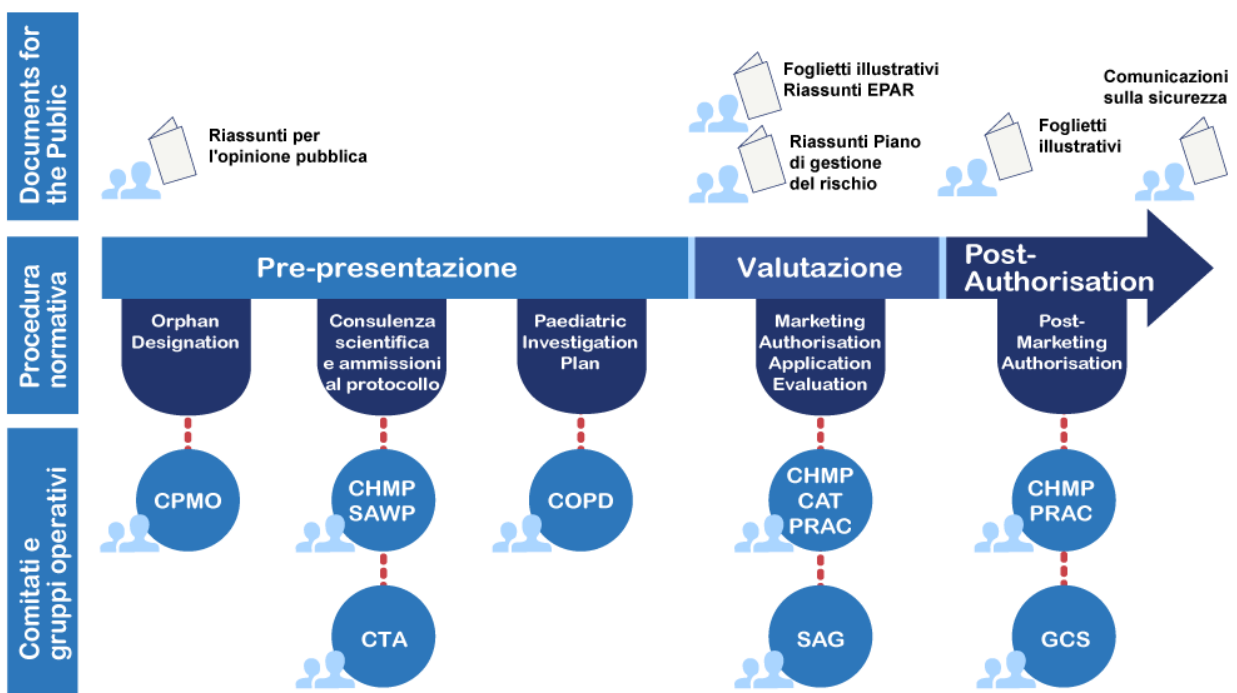 Documents for
the Public
Riassunti per
l'opinione pubblica
Foglietti illustrativi
Riassunti EPAR
Riassunti Piano
di gestione
del rischio
Foglietti
illustrativi
Comunicazioni
sulla sicurezza
Procedura
normativa
Pre-presentazione
Valutazione
Post-
Authorisation
Orphan
Designation
Consulenza
scientifica
e ammissioni
al protocollo
Paediatric
Investigation
Plan
Marketing
Authorisation
Application
Evaluation
Post-
Marketing
Authorisation
Comitati e
gruppi operativi
CPMO
CHMP
SAWP
COPD
CHMP
CAT
PRAC
CHMP
PRAC
CTA
SAG
GCS